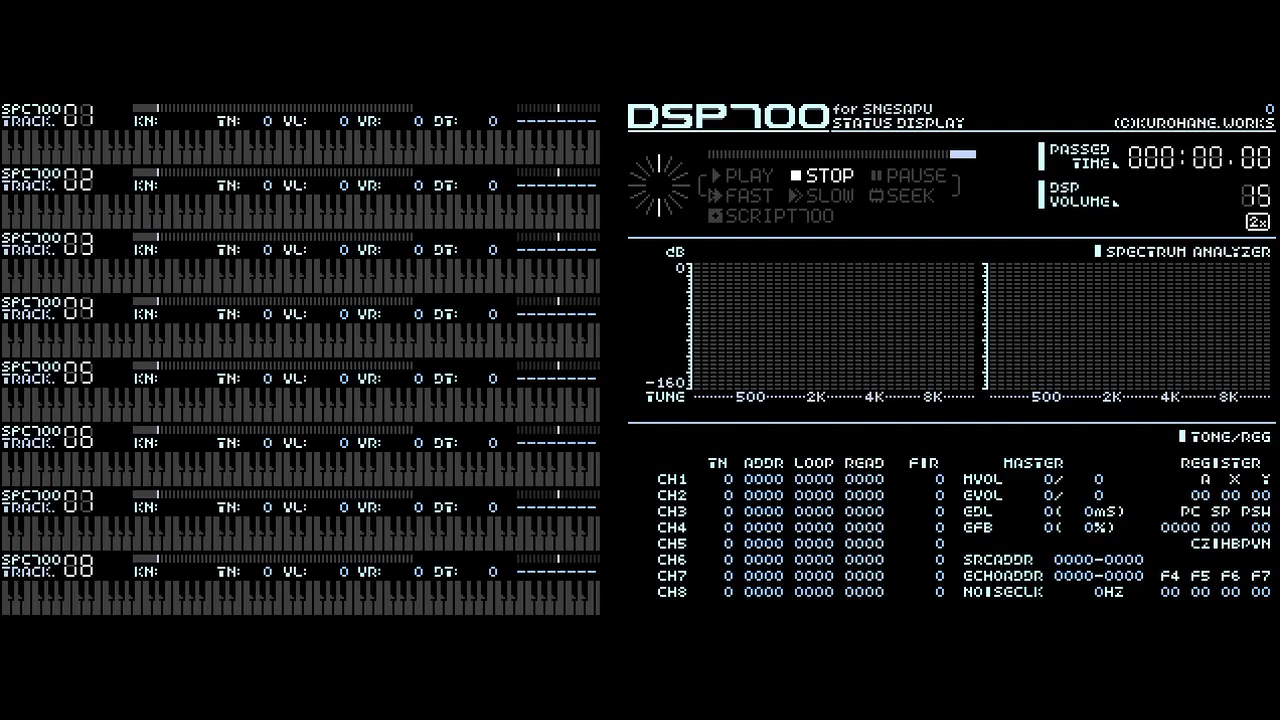 SPC700 TRACK. 01 KN: TN: 0 VL: 0 VR: 0 DT: 0 --------
SPC700 TRACK. 02 KN: TN: 0 VL: 0 VR: 0 DT: 0 --------
SPC700 TRACK. 03 KN: TN: 0 VL: 0 VR: 0 DT: 0 --------
SPC700 TRACK. 04 KN: TN: 0 VL: 0 VR: 0 DT: 0 --------
SPC700 TRACK. 05 KN: TN: 0 VL: 0 VR: 0 DT: 0 --------
SPC700 TRACK. 06 KN: TN: 0 VL: 0 VR: 0 DT: 0 --------
SPC700 TRACK. 07 KN: TN: 0 VL: 0 VR: 0 DT: 0 --------
SPC700 TRACK. 08 KN: TN: 0 VL: 0 VR: 0 DT: 0 --------
DSP700 for SNESAPU 0
STATUS DISPLAY (C)KUROHANE.WORKS
PASSED TIME. 000:00.00
PLAY STOP PAUSE
FAST SLOW SEEK
SCRIPT700
DSP VOLUME. 15
2x
dB SPECTRUM ANALYZER
0
-160
TUNE 500 2K 4K 8K 500 2K 4K 8K
TONE/REG
TN ADDR LOOP READ FIR MASTER REGISTER
CH1 0 0000 0000 0000 0 MVOL 0/ 0 A X Y
CH2 0 0000 0000 0000 0 EVOL 0/ 0 00 00 00
CH3 0 0000 0000 0000 0 EDL 0( 0mS) PC SP PSW
CH4 0 0000 0000 0000 0 EFB 0( 0%) 0000 00 00
CH5 0 0000 0000 0000 0 CZIHBPVN
CH6 0 0000 0000 0000 0 SRCADDR 0000-0000
CH7 0 0000 0000 0000 0 ECHOADDR 0000-0000 F4 F5 F6 F7
CH8 0 0000 0000 0000 0 NOISECLK 0HZ 00 00 00 00